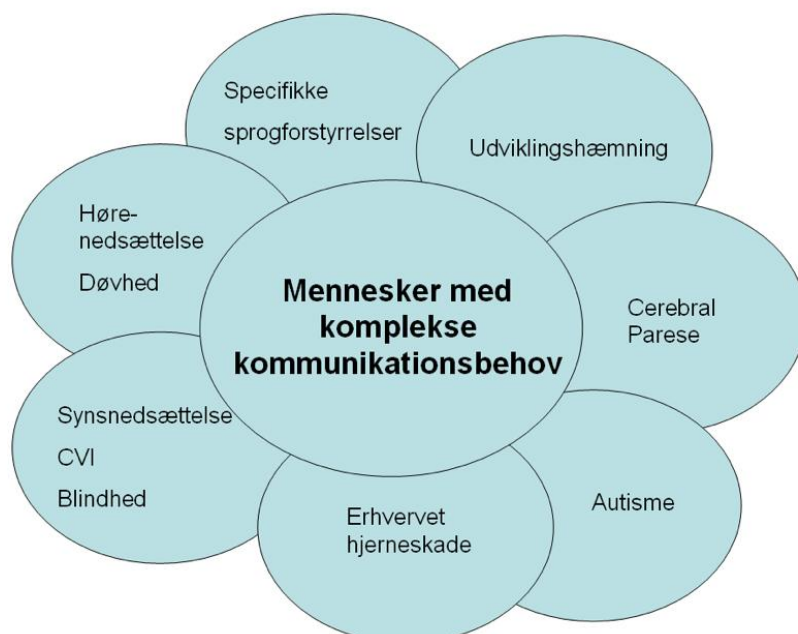 Specifikke
sprogforstyrrelser
Udviklingshæmning
Høre-
nedsættelse
Døvhed
Mennesker med
komplekse
kommunikationsbehov
Cerebral
Parese
Synsnedsættelse
CVI
Blindhed
Erhvervet
hjerneskade
Autisme